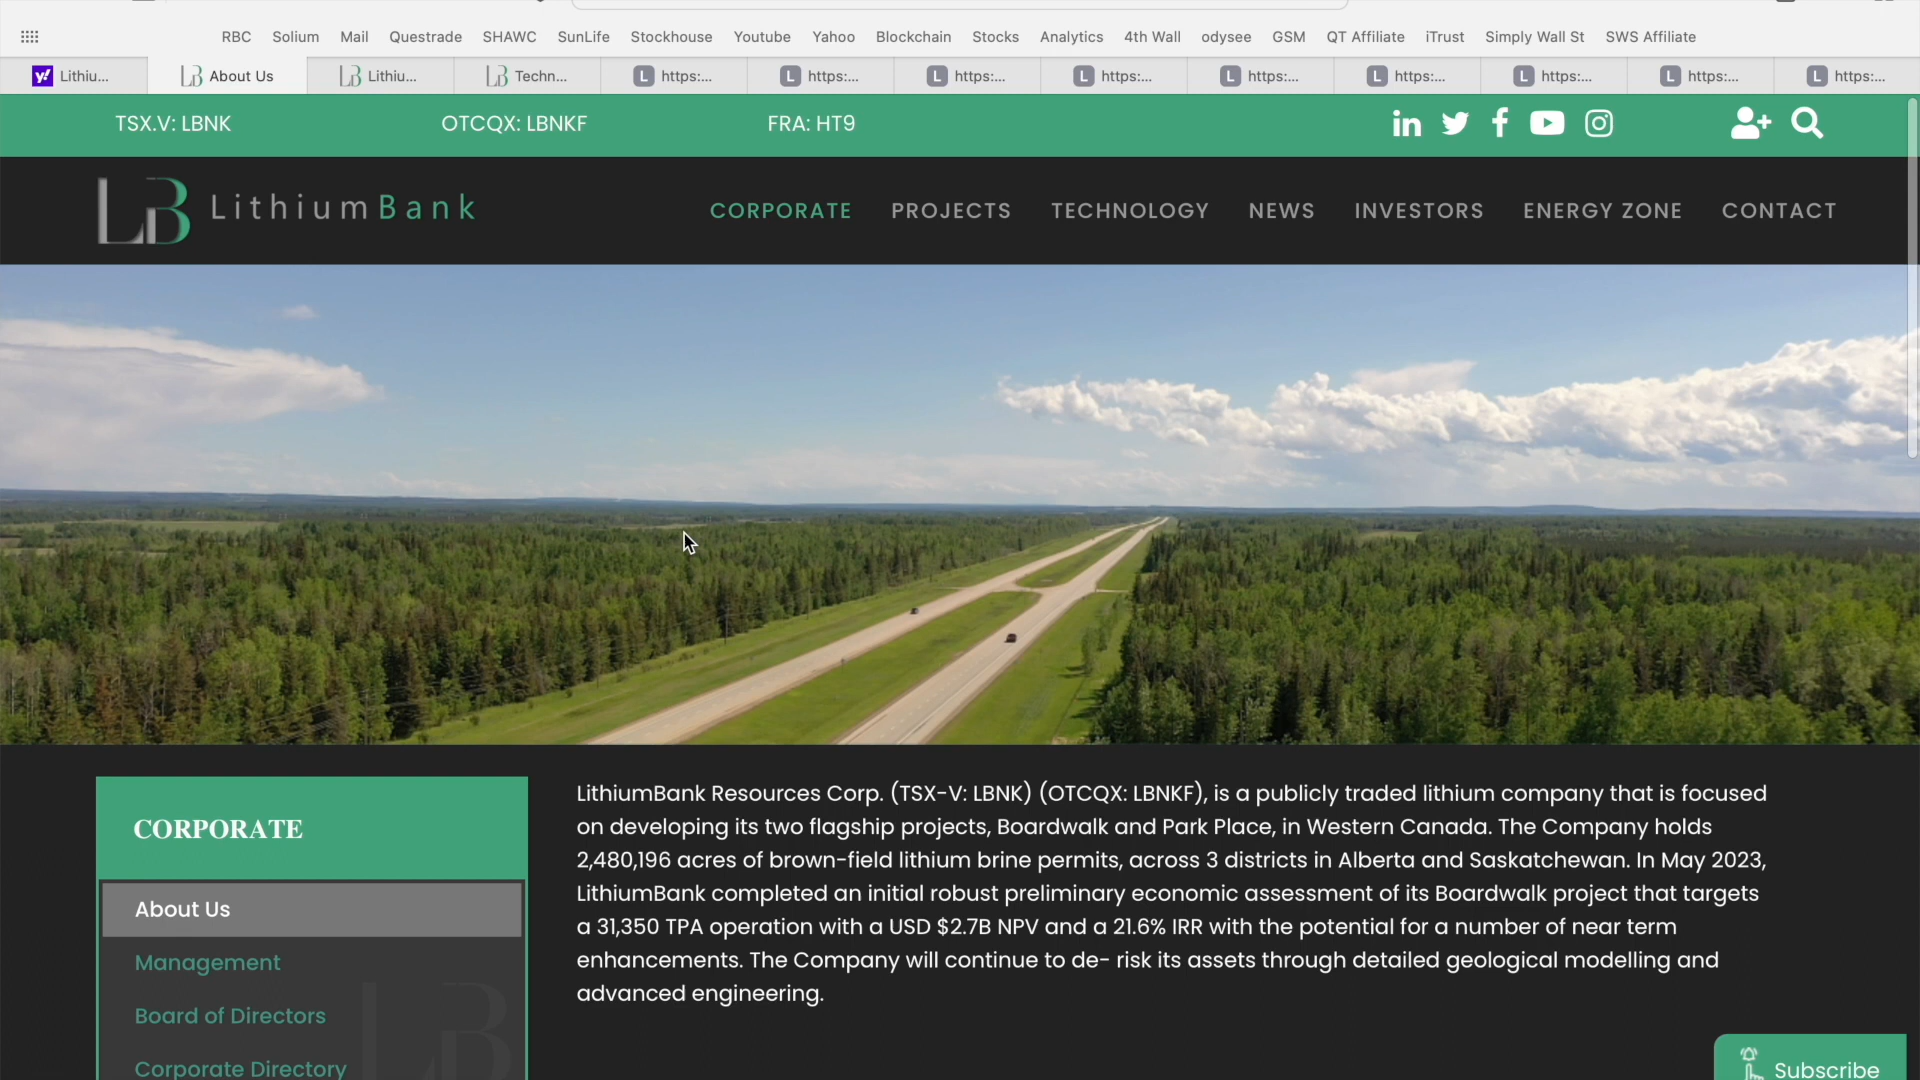 RBC Solium Mail Questrade SHAWC SunLife Stockhouse Youtube Yahoo Blockchain Stocks Analytics 4th Wall odysee GSM QT Affiliate iTrust Simply Wall St SWS Affiliate
y! Lithiu... LB About Us LB Lithiu... LB Techn... L https:... L https:... L https:... L https:... L https:... L https:... L https:... L https:... L https:...
TSX.V: LBNK OTCQX: LBNKF FRA: HT9
LB LithiumBank CORPORATE PROJECTS TECHNOLOGY NEWS INVESTORS ENERGY ZONE CONTACT
CORPORATE
About Us
Management
Board of Directors
Corporate Directory
LithiumBank Resources Corp. (TSX-V: LBNK) (OTCQX: LBNKF), is a publicly traded lithium company that is focused
on developing its two flagship projects, Boardwalk and Park Place, in Western Canada. The Company holds
2,480,196 acres of brown-field lithium brine permits, across 3 districts in Alberta and Saskatchewan. In May 2023,
LithiumBank completed an initial robust preliminary economic assessment of its Boardwalk project that targets
a 31,350 TPA operation with a USD $2.7B NPV and a 21.6% IRR with the potential for a number of near term
enhancements. The Company will continue to de- risk its assets through detailed geological modelling and
advanced engineering.
Subscribe